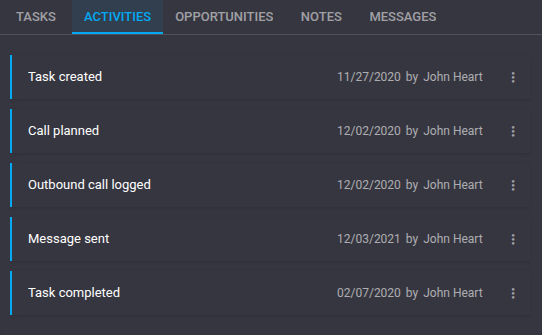 TASKS ACTIVITIES OPPORTUNITIES NOTES MESSAGES
Task created 11/27/2020 by John Heart
Call planned 12/02/2020 by John Heart
Outbound call logged 12/02/2020 by John Heart
Message sent 12/03/2021 by John Heart
Task completed 02/07/2020 by John Heart